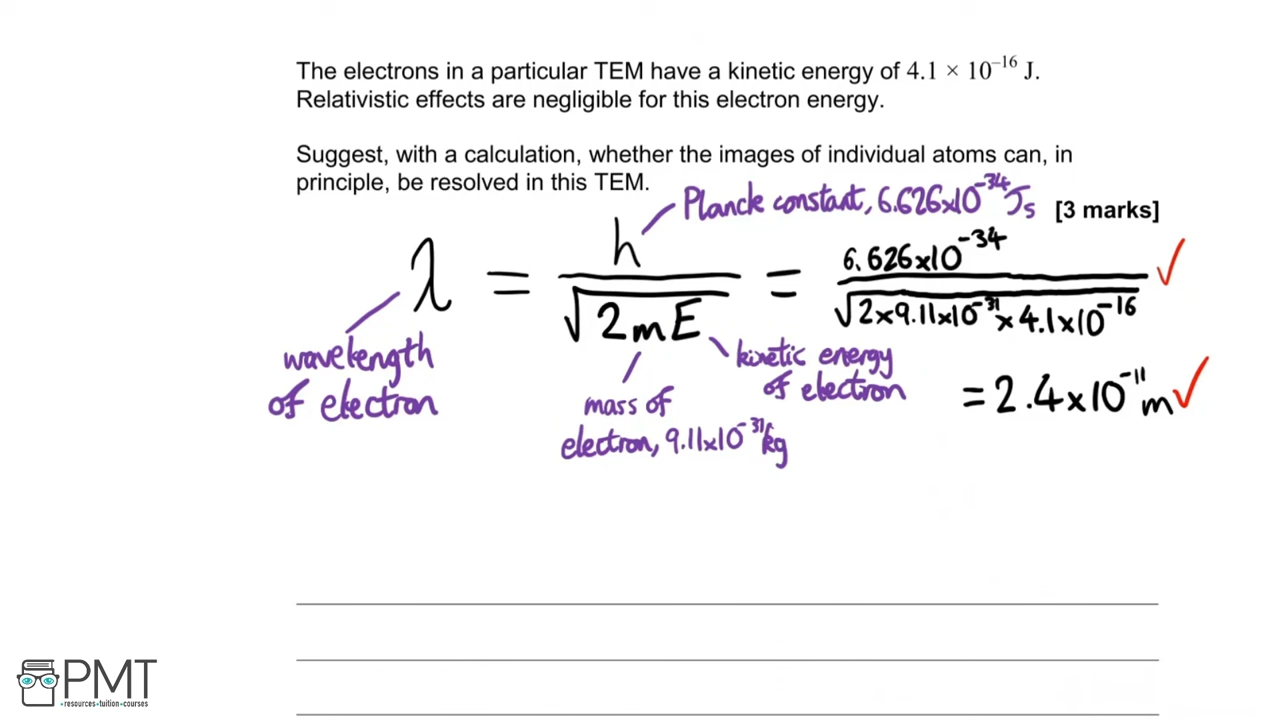 The electrons in a particular TEM have a kinetic energy of 4.1 × 10⁻¹⁶ J.
Relativistic effects are negligible for this electron energy.
Suggest, with a calculation, whether the images of individual atoms can, in
principle, be resolved in this TEM.
Planck constant, 6.626×10⁻³⁴ Js
[3 marks]
λ = h / √2mE = 6.626×10⁻³⁴ / √2×9.11×10⁻³¹×4.1×10⁻¹⁶ ✓
wavelength
of electron
mass of
electron, 9.11×10⁻³¹kg
kinetic energy
of electron
= 2.4×10⁻¹¹ m ✓
PMT
•resources•tuition•courses